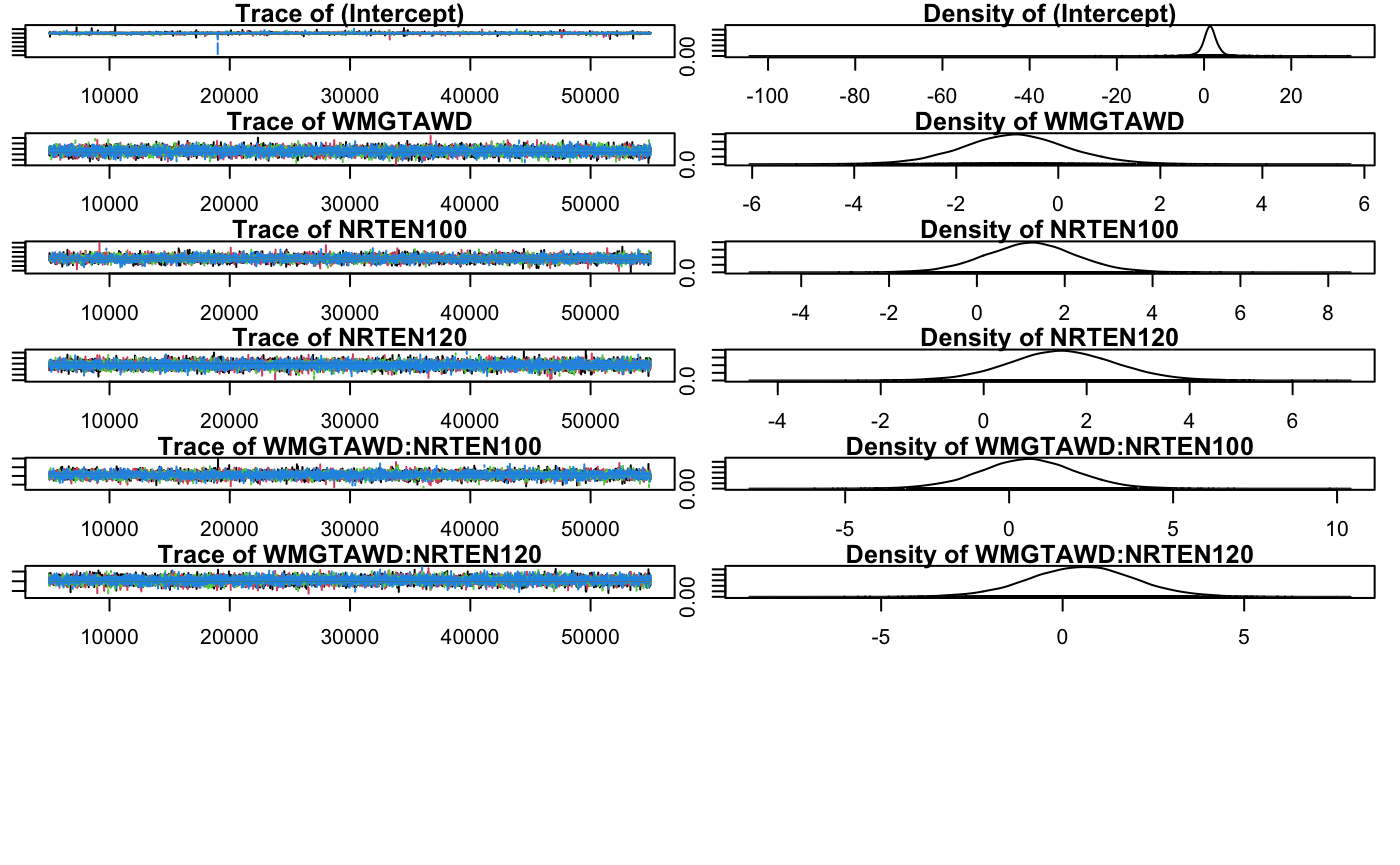 Trace of (Intercept)
Density of (Intercept)
0.00
10000 20000 30000 40000 50000
-100 -80 -60 -40 -20 0 20
Trace of WMGTAWD
Density of WMGTAWD
0.0
10000 20000 30000 40000 50000
-6 -4 -2 0 2 4 6
Trace of NRTEN100
Density of NRTEN100
0.0
10000 20000 30000 40000 50000
-4 -2 0 2 4 6 8
Trace of NRTEN120
Density of NRTEN120
0.0
10000 20000 30000 40000 50000
-4 -2 0 2 4 6
Trace of WMGTAWD:NRTEN100
Density of WMGTAWD:NRTEN100
0.00
10000 20000 30000 40000 50000
-5 0 5 10
Trace of WMGTAWD:NRTEN120
Density of WMGTAWD:NRTEN120
0.00
10000 20000 30000 40000 50000
-5 0 5